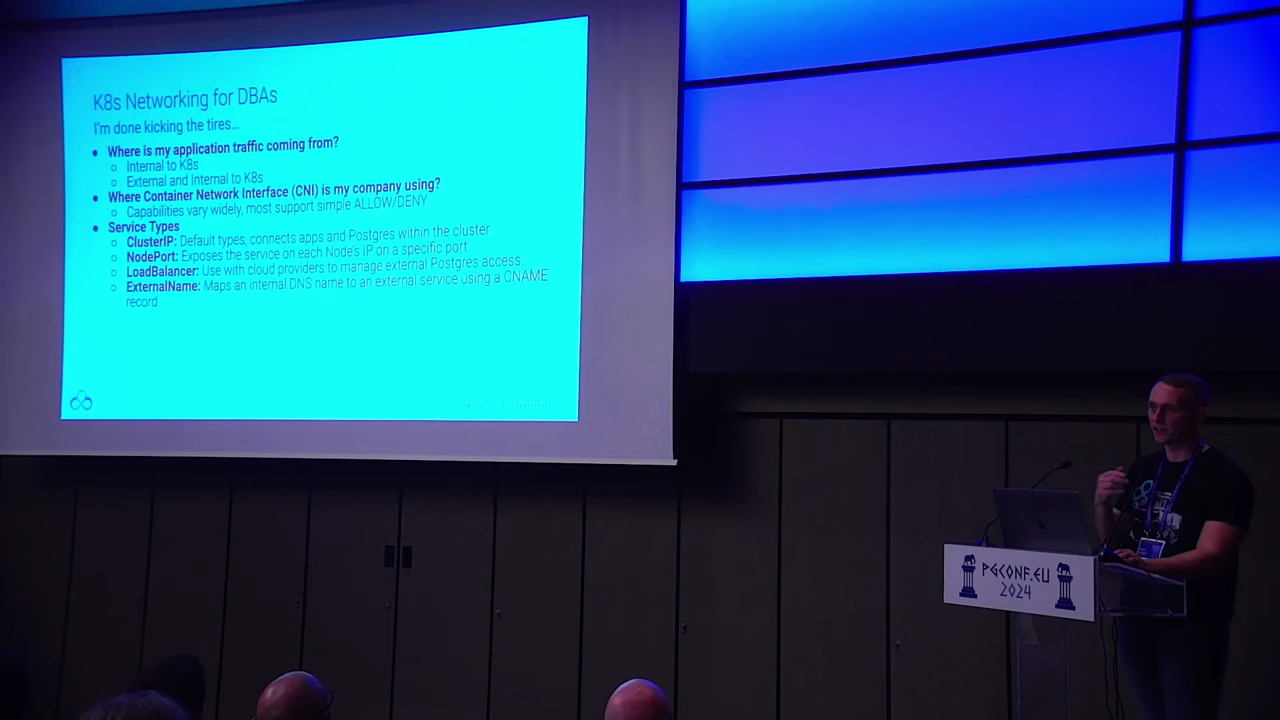 K8s Networking for DBAs
I'm done kicking the tires...
• Where is my application traffic coming from?
○ Internal to K8s
○ External and Internal to K8s
• Where Container Network Interface (CNI) is my company using?
○ Capabilities vary widely, most support simple ALLOW/DENY
• Service Types
○ ClusterIP: Default types, connects apps and Postgres within the cluster
○ NodePort: Exposes the service on each Node's IP on a specific port
○ LoadBalancer: Use with cloud providers to manage external Postgres access.
○ ExternalName: Maps an internal DNS name to an external service using a CNAME
record
PGCONF.EU
2024